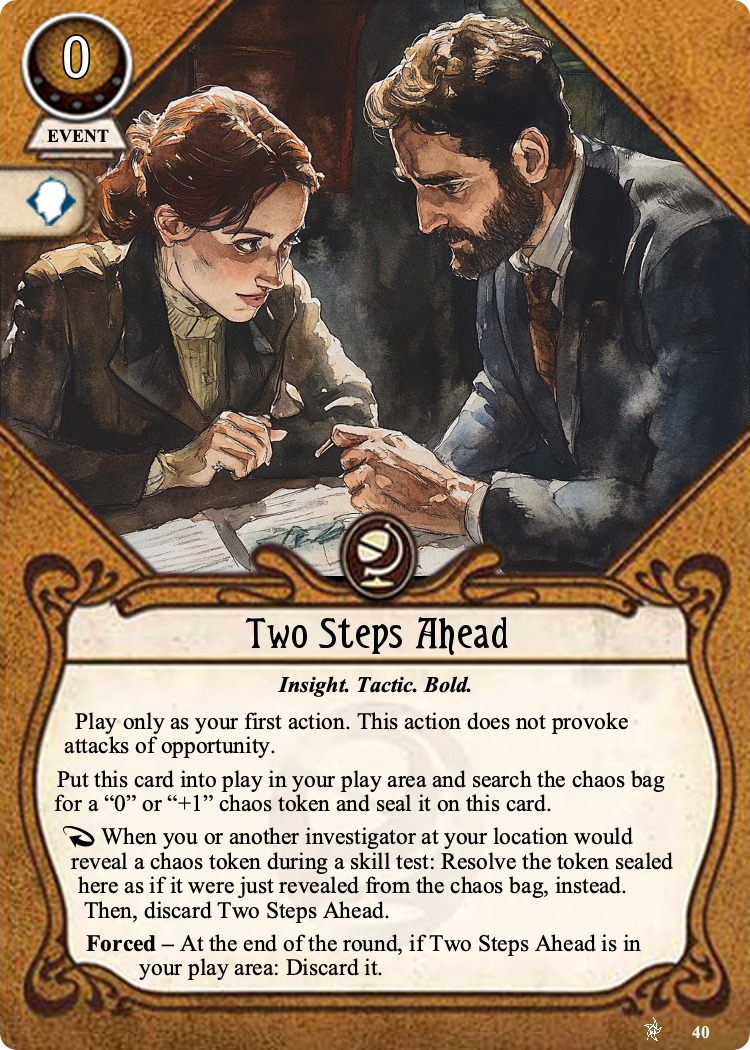 0
EVENT
Two Steps Ahead
Insight. Tactic. Bold.
Play only as your first action. This action does not provoke
attacks of opportunity.
Put this card into play in your play area and search the chaos bag
for a “0” or “+1” chaos token and seal it on this card.
When you or another investigator at your location would
reveal a chaos token during a skill test: Resolve the token sealed
here as if it were just revealed from the chaos bag, instead.
Then, discard Two Steps Ahead.
Forced – At the end of the round, if Two Steps Ahead is in
your play area: Discard it.
40